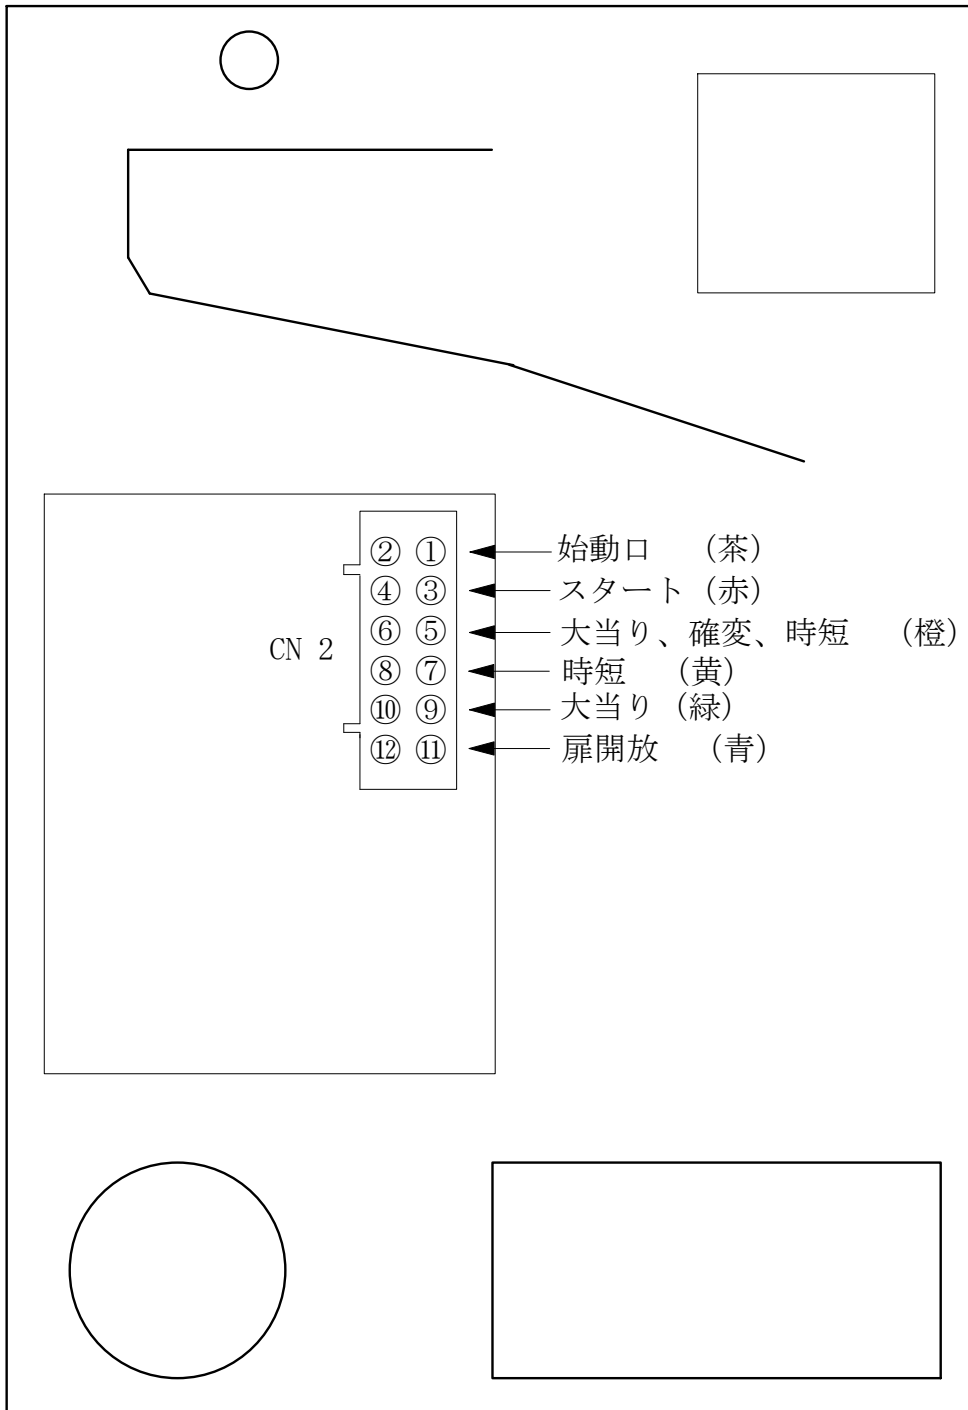 ② ① 始動口 （茶）
④ ③ スタート（赤）
⑥ ⑤ 大当り、確変、時短 （橙）
CN 2
⑧ ⑦ 時短 （黄）
⑩ ⑨ 大当り（緑）
⑫ ⑪ 扉開放 （青）